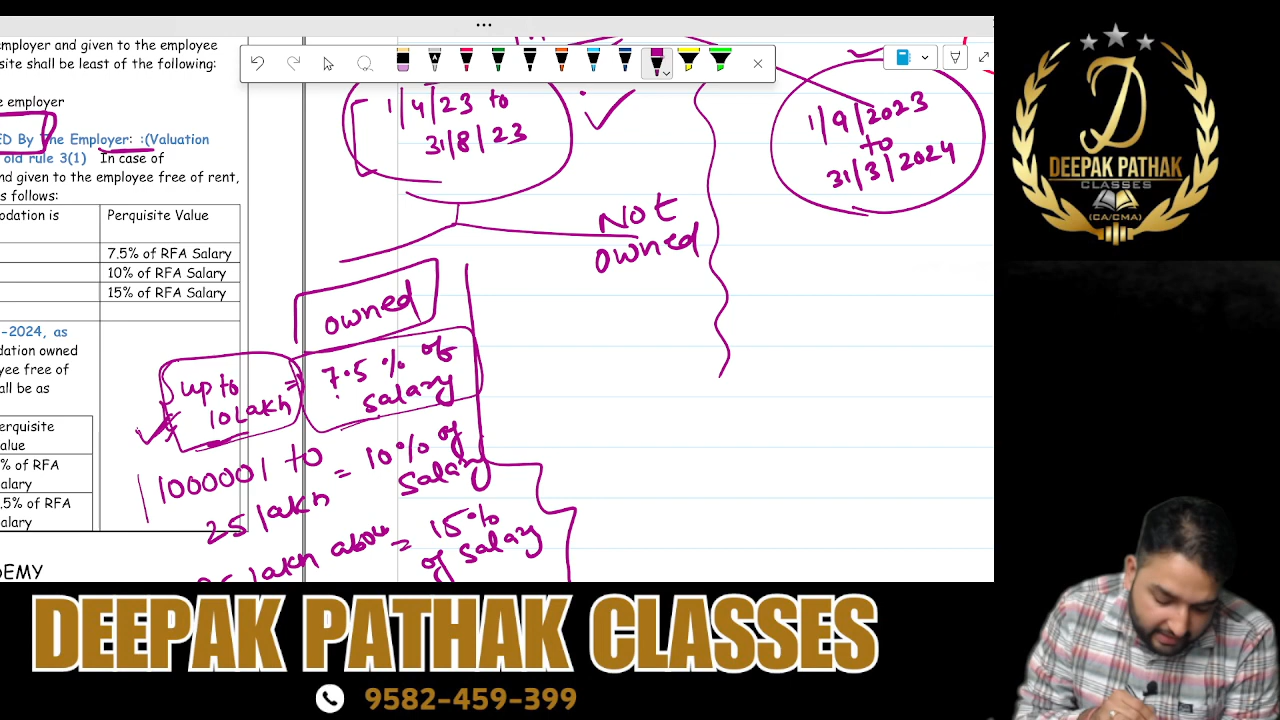 employer and given to the employee
site shall be least of the following:
e employer
ED By The Employer: :(Valuation
old rule 3(1) In case of
nd given to the employee free of rent,
s follows:
odation is
Perquisite Value
7.5% of RFA Salary
10% of RFA Salary
15% of RFA Salary
-2024, as
dation owned
yee free of
all be as
erquisite
alue
% of RFA
alary
.5% of RFA
alary
DEMY
1/4/23 to
31/8/23
1/9/2023
to
31/3/2024
Not
owned
owned
up to
10 Lakh
=
7.5% of
Salary
1000001 to
25 lakh
= 10% of
Salary
lakh above
= 15%
of Salary
D
DEEPAK PATHAK
CLASSES
(CA/CMA)
DEEPAK PATHAK CLASSES
9582-459-399